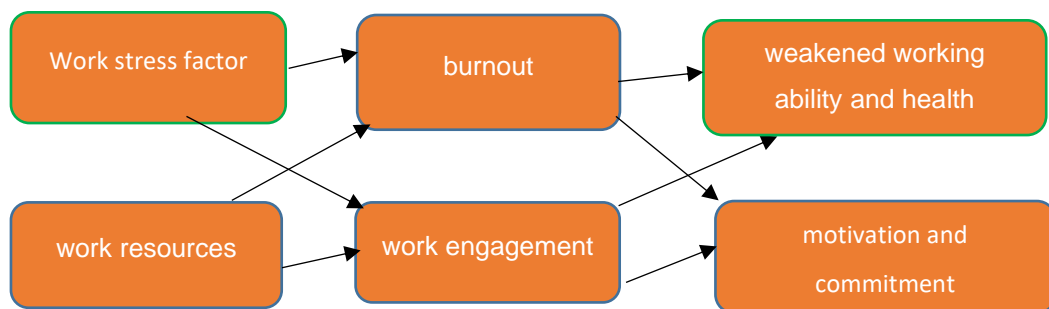 Work stress factor
burnout
weakened working
ability and health
work resources
work engagement
motivation and
commitment